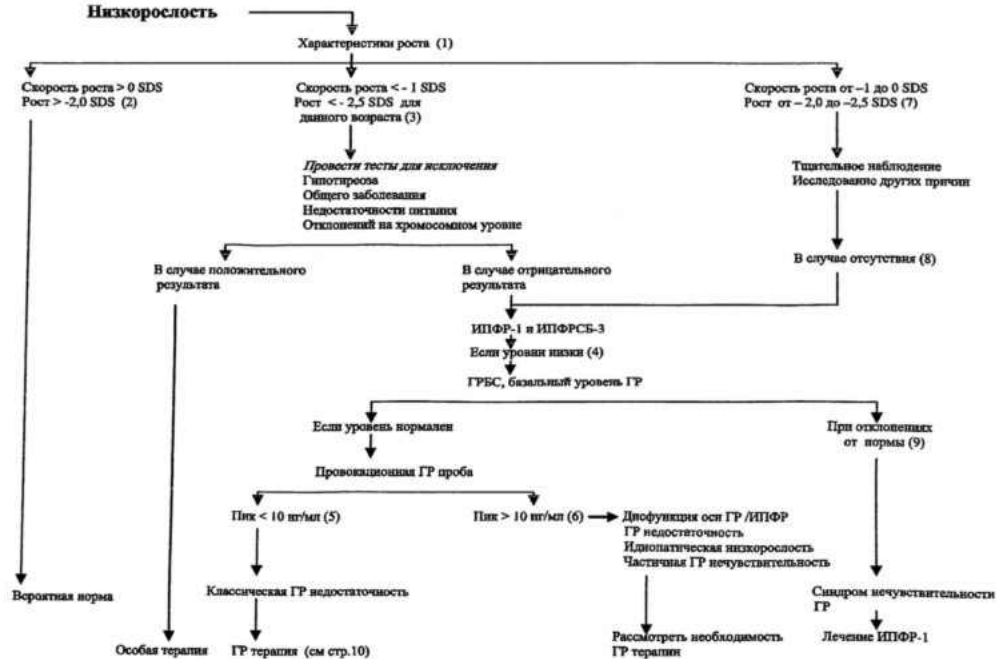 Низкорослость
Характеристики роста (1)
Скорость роста > 0 SDS
Рост > -2,0 SDS (2)
Скорость роста < - 1 SDS
Рост < - 2,5 SDS для
данного возраста (3)
Скорость роста от –1 до 0 SDS
Рост от – 2,0 до –2,5 SDS (7)
Провести тесты для исключения
Гипотиреоза
Общего заболевания
Недостаточности питания
Отклонений на хромосомном уровне
Тщательное наблюдение
Исследование других причин
В случае положительного
результата
В случае отрицательного
результата
В случае отсутствия (8)
ИПФР-1 и ИПФРСБ-3
Если уровни низки (4)
ГРБС, базальный уровень ГР
Если уровень нормален
При отклонениях
от нормы (9)
Провокационная ГР проба
Пик < 10 нг/мл (5)
Пик > 10 нг/мл (6)
Дисфункция оси ГР /ИПФР
ГР недостаточность
Идиопатическая низкорослость
Частичная ГР нечувствительность
Вероятная норма
Классическая ГР недостаточность
Синдром нечувствительности
ГР
Особая терапия
ГР терапия (см стр.10)
Рассмотреть необходимость
ГР терапии
Лечение ИПФР-1